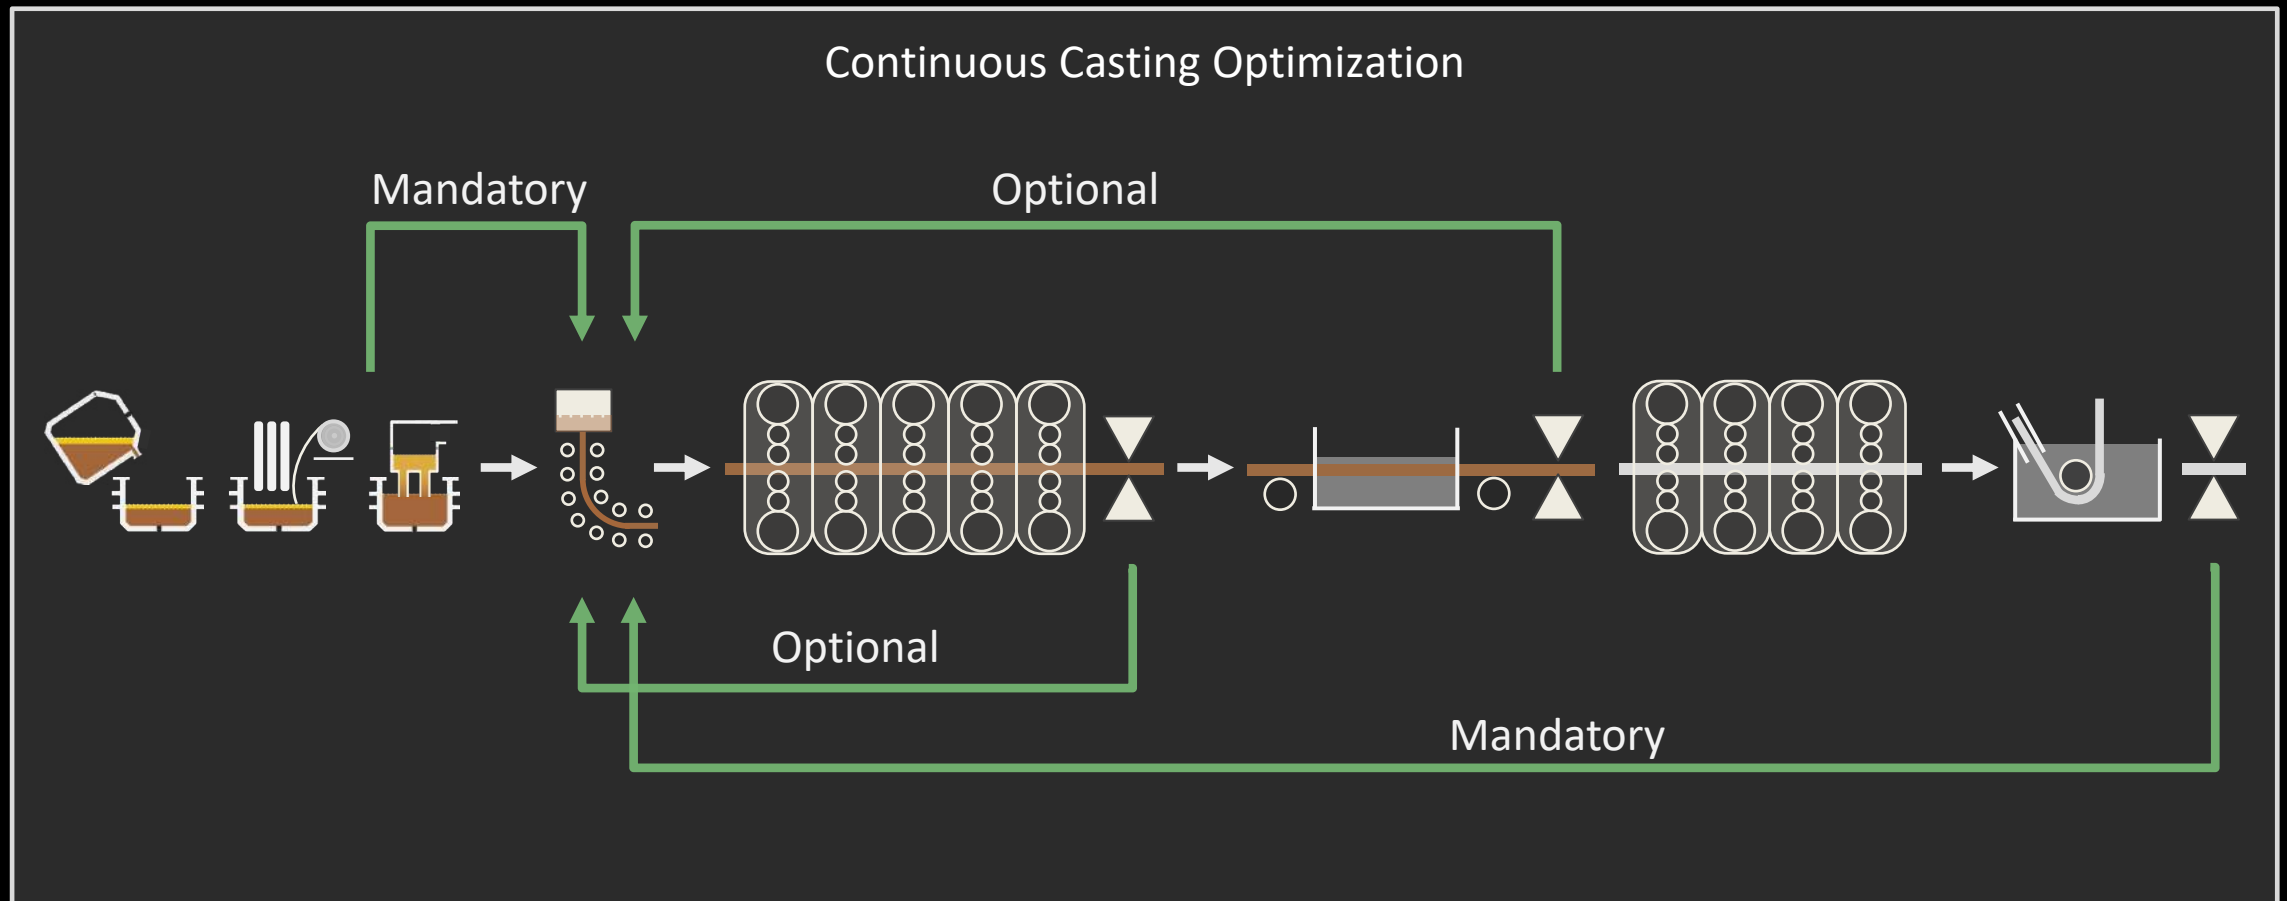 Continuous Casting Optimization
Mandatory
Optional
Optional
Mandatory